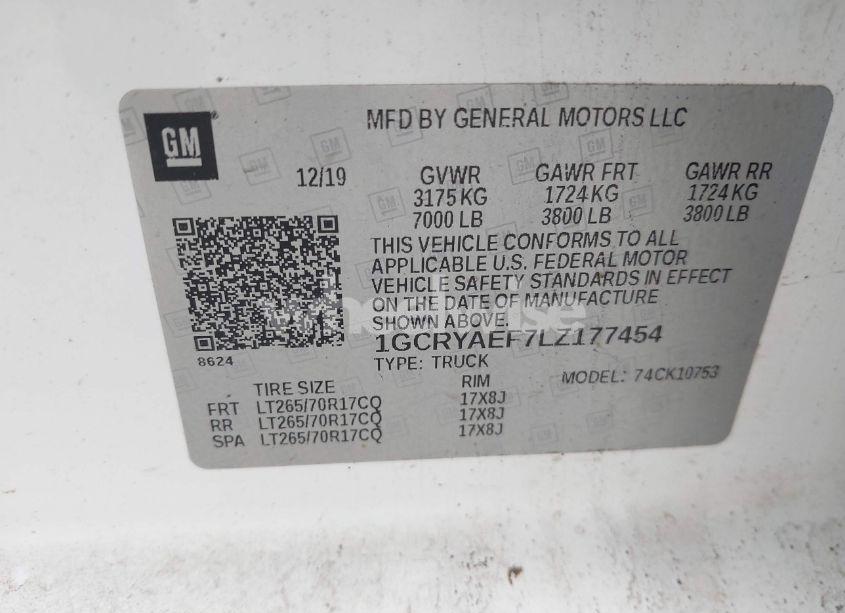 GM
MFD BY GENERAL MOTORS LLC
12/19 GVWR GAWR FRT GAWR RR
3175 KG 1724 KG 1724 KG
7000 LB 3800 LB 3800 LB
THIS VEHICLE CONFORMS TO ALL
APPLICABLE U.S. FEDERAL MOTOR
VEHICLE SAFETY STANDARDS IN EFFECT
ON THE DATE OF MANUFACTURE
SHOWN ABOVE.
1GCRYAEF7LZ177454
8624
TYPE: TRUCK
MODEL: 74CK10753
TIRE SIZE RIM
FRT LT265/70R17CQ 17X8J
RR LT265/70R17CQ 17X8J
SPA LT265/70R17CQ 17X8J